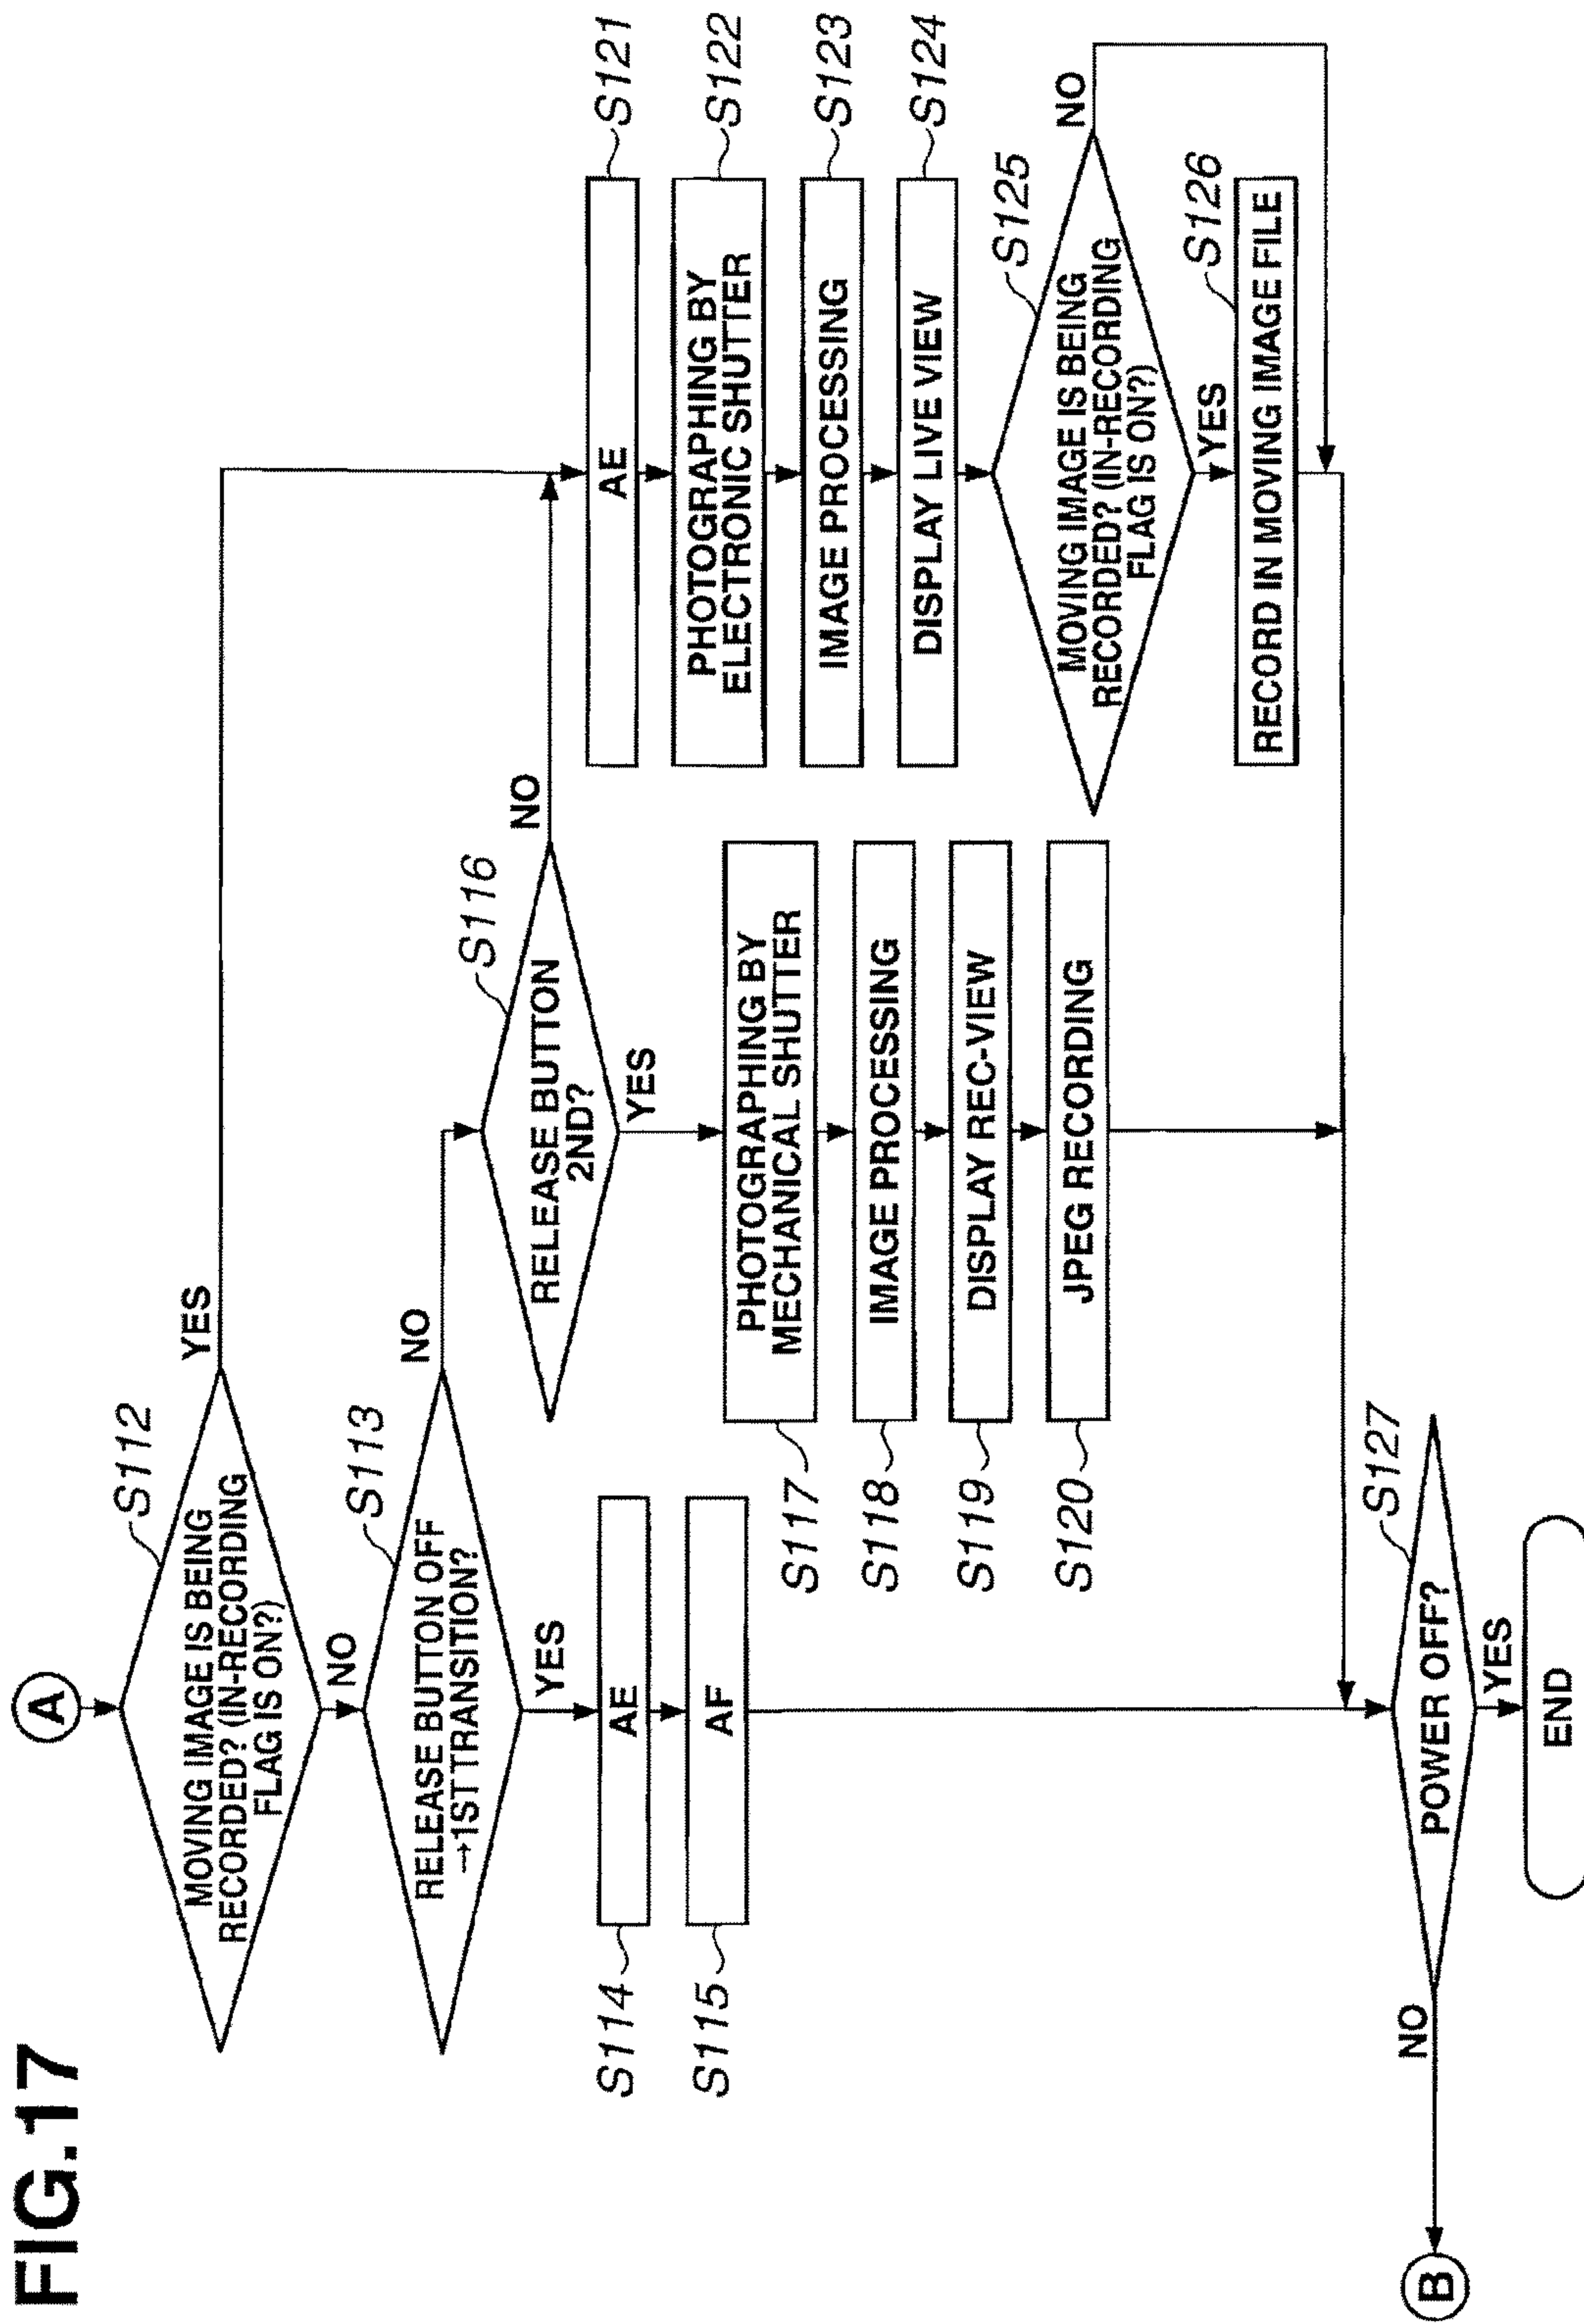 FIG.17
A
S112
MOVING IMAGE IS BEING
RECORDED? (IN-RECORDING
FLAG IS ON?)
YES
NO
S113
RELEASE BUTTON OFF
→1ST TRANSITION?
NO
YES
S114
AE
S115
AF
S116
RELEASE BUTTON
2ND?
NO
YES
S117
PHOTOGRAPHING BY
MECHANICAL SHUTTER
S118
IMAGE PROCESSING
S119
DISPLAY REC-VIEW
S120
JPEG RECORDING
S121
AE
S122
PHOTOGRAPHING BY
ELECTRONIC SHUTTER
S123
IMAGE PROCESSING
S124
DISPLAY LIVE VIEW
S125
MOVING IMAGE IS BEING
RECORDED? (IN-RECORDING
FLAG IS ON?)
NO
YES
S126
RECORD IN MOVING IMAGE FILE
S127
POWER OFF?
NO
YES
B
END